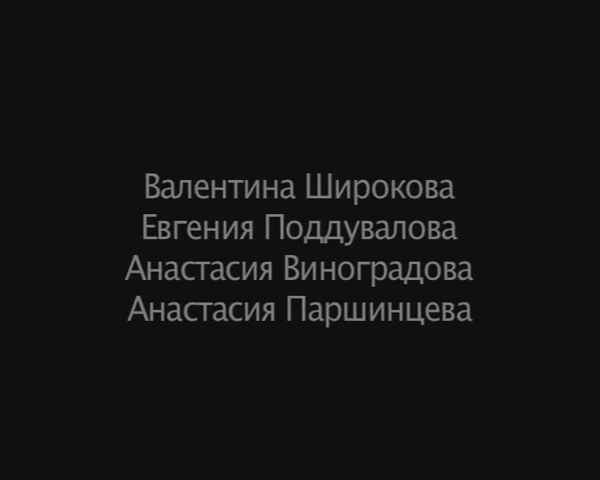 Валентина Широкова
Евгения Поддувалова
Анастасия Виноградова
Анастасия Паршинцева